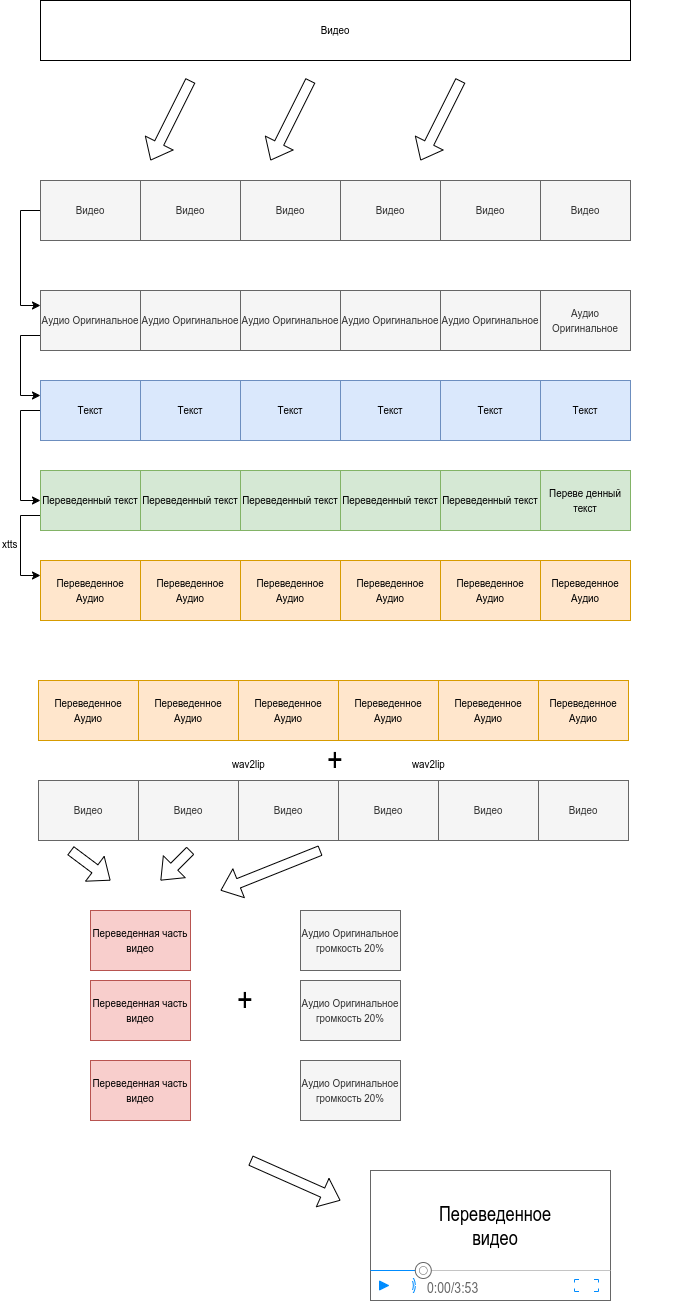 Видео
Видео Видео Видео Видео Видео Видео
Аудио Оригинальное Аудио Оригинальное Аудио Оригинальное Аудио Оригинальное Аудио Оригинальное Аудио
Оригинальное
Текст Текст Текст Текст Текст Текст
Переведенный текст Переведенный текст Переведенный текст Переведенный текст Переведенный текст Переве денный
текст
xtts
Переведенное Переведенное Переведенное Переведенное Переведенное Переведенное
Аудио Аудио Аудио Аудио Аудио Аудио
Переведенное Переведенное Переведенное Переведенное Переведенное Переведенное
Аудио Аудио Аудио Аудио Аудио Аудио
wav2lip + wav2lip
Видео Видео Видео Видео Видео Видео
Переведенная часть Аудио Оригинальное
видео громкость 20%
Переведенная часть + Аудио Оригинальное
видео громкость 20%
Переведенная часть Аудио Оригинальное
видео громкость 20%
Переведенное
видео
0:00/3:53